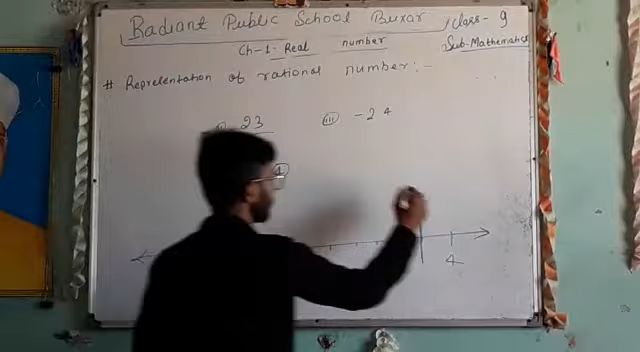 Radiant Public School Buxar / class - 9
Ch-1 - Real number
Sub-Mathematics
# Representation of rational number:-
23 (iii) -2 4
4